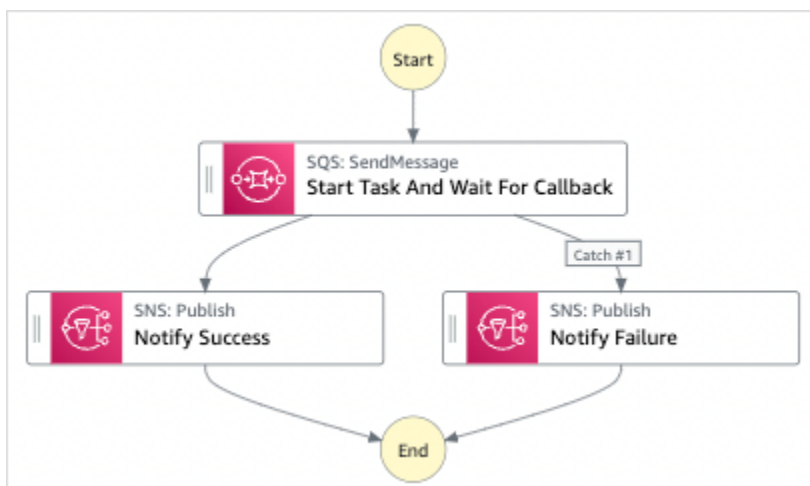 Start
SQS: SendMessage
Start Task And Wait For Callback
Catch #1
SNS: Publish
Notify Success
SNS: Publish
Notify Failure
End